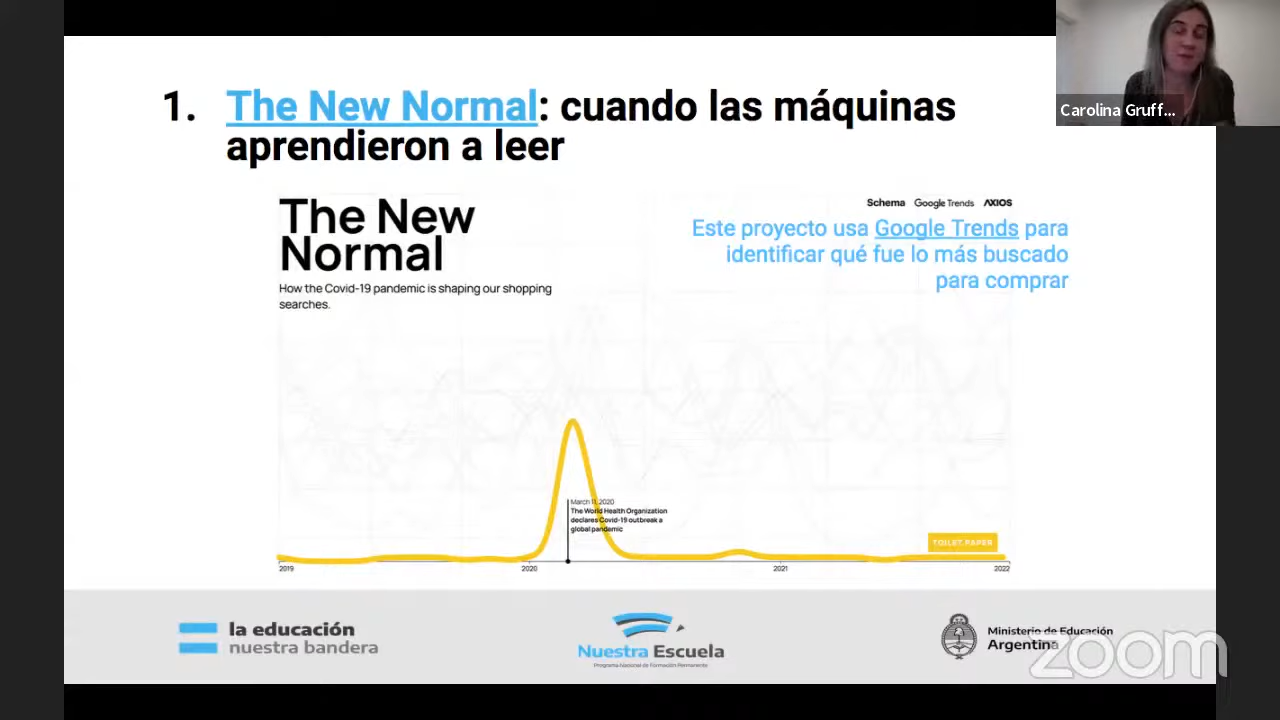 1. The New Normal: cuando las máquinas
aprendieron a leer
Carolina Gruff...
The New
Normal
How the Covid-19 pandemic is shaping our shopping
searches.
Schema Google Trends AXIOS
Este proyecto usa Google Trends para
identificar qué fue lo más buscado
para comprar
March 11, 2020
The World Health Organization
declares Covid-19 outbreak a
global pandemic
TOILET PAPER
2019 2020 2021 2022
la educación
nuestra bandera
Nuestra Escuela
Programa Nacional de Formación Permanente
Ministerio de Educación
Argentina
zoom